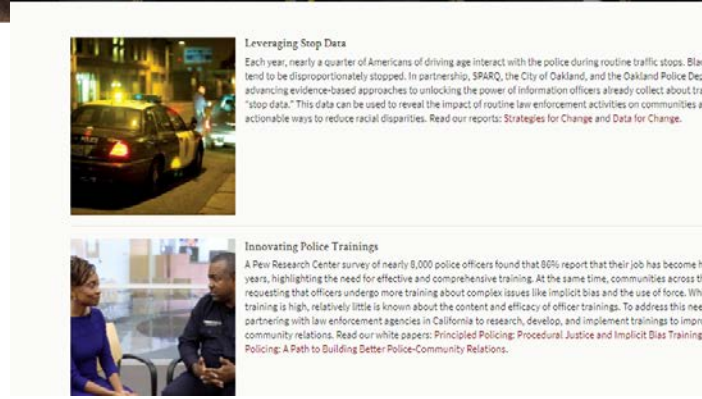 Leveraging Stop Data
Each year, nearly a quarter of Americans of driving age interact with the police during routine traffic stops. Bla
tend to be disproportionately stopped. In partnership, SPARQ, the City of Oakland, and the Oakland Police De
advancing evidence-based approaches to unlocking the power of information officers already collect about tra
"stop data." This data can be used to reveal the impact of routine law enforcement activities on communities a
actionable ways to reduce racial disparities. Read our reports: Strategies for Change and Data for Change.
Innovating Police Trainings
A Pew Research Center survey of nearly 8,000 police officers found that 86% report that their job has become h
years, highlighting the need for effective and comprehensive training. At the same time, communities across th
requesting that officers undergo more training about complex issues like implicit bias and the use of force. Wh
training is high, relatively little is known about the content and efficacy of officer trainings. To address this nee
partnering with law enforcement agencies in California to research, develop, and implement trainings to impr
community relations. Read our white papers: Principled Policing: Procedural Justice and Implicit Bias Training
Policing: A Path to Building Better Police-Community Relations.